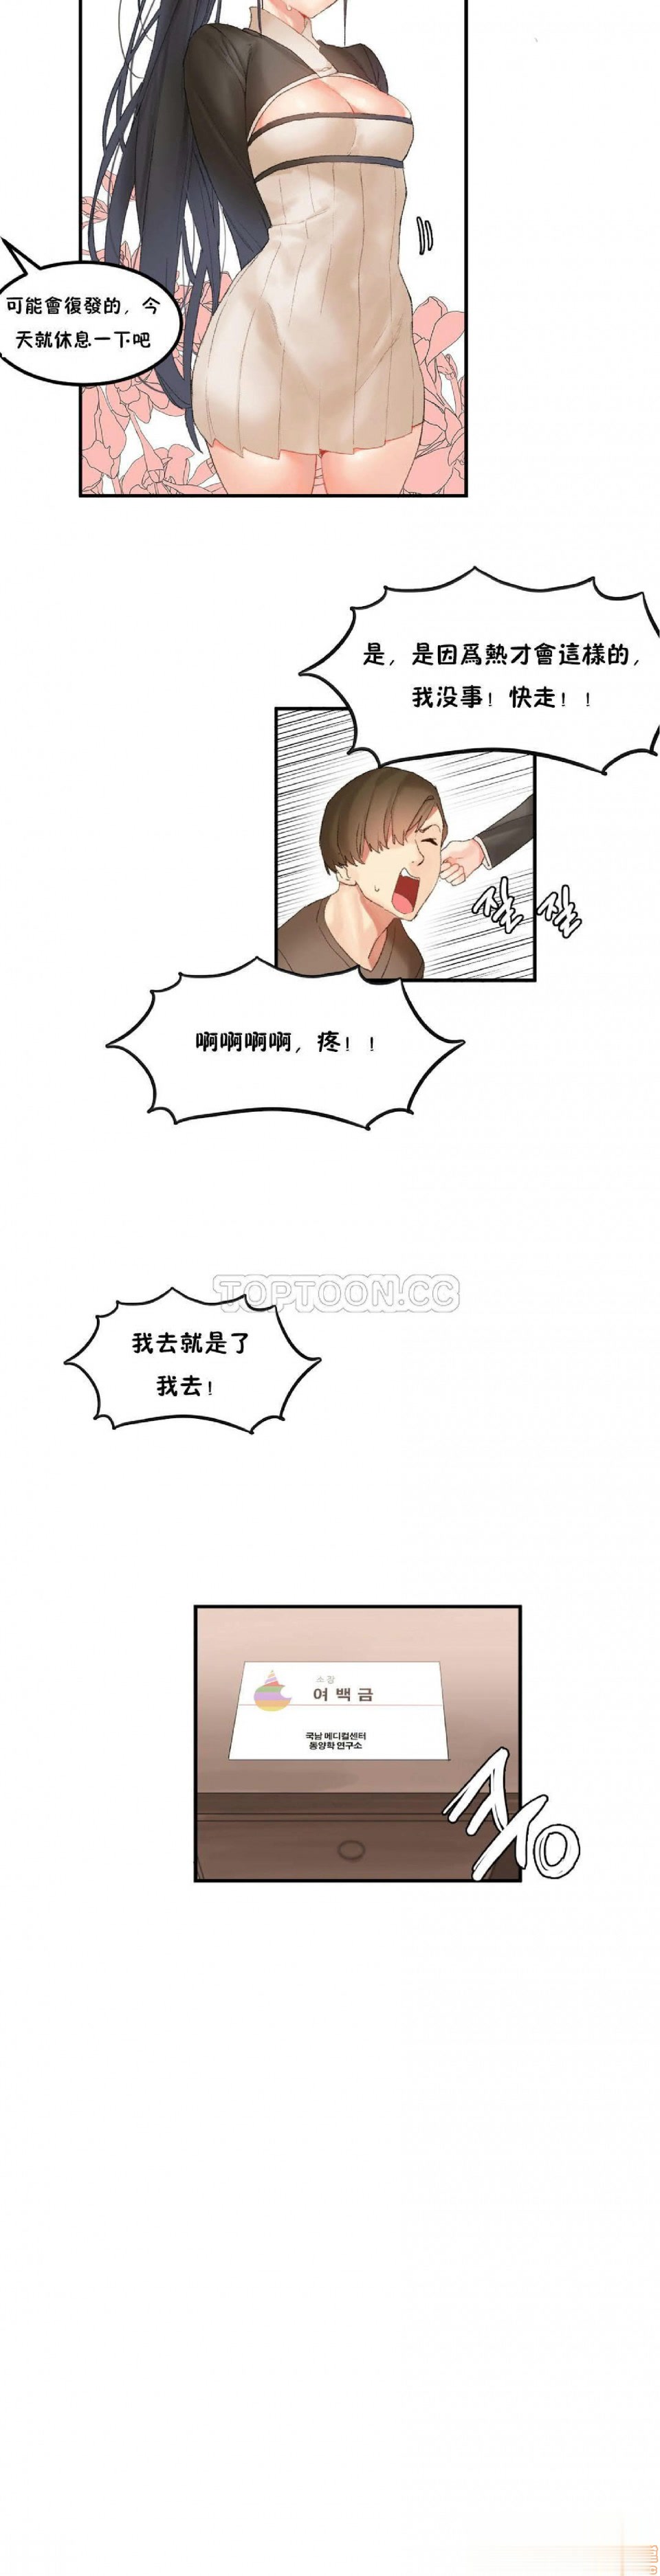 可能會復發的，今
天就休息一下吧
是，是因爲熱才會這樣的，
我没事！快走！！
질 질
啊啊啊啊，疼！！
TOPTOON.CC
我去就是了
我去！
소장
여백금
국남 메디컬센터
동양학 연구소